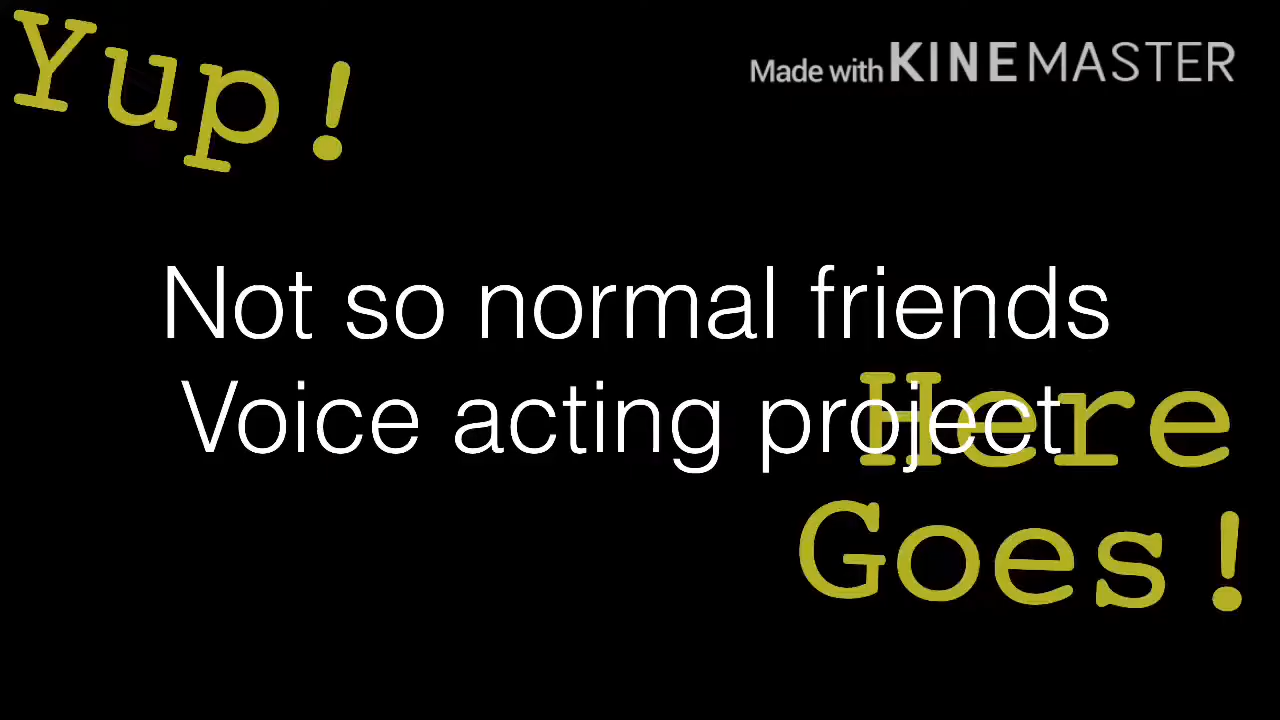 Yup!
Made with KINEMASTER
Not so normal friends
Voice acting project
Here
Goes!